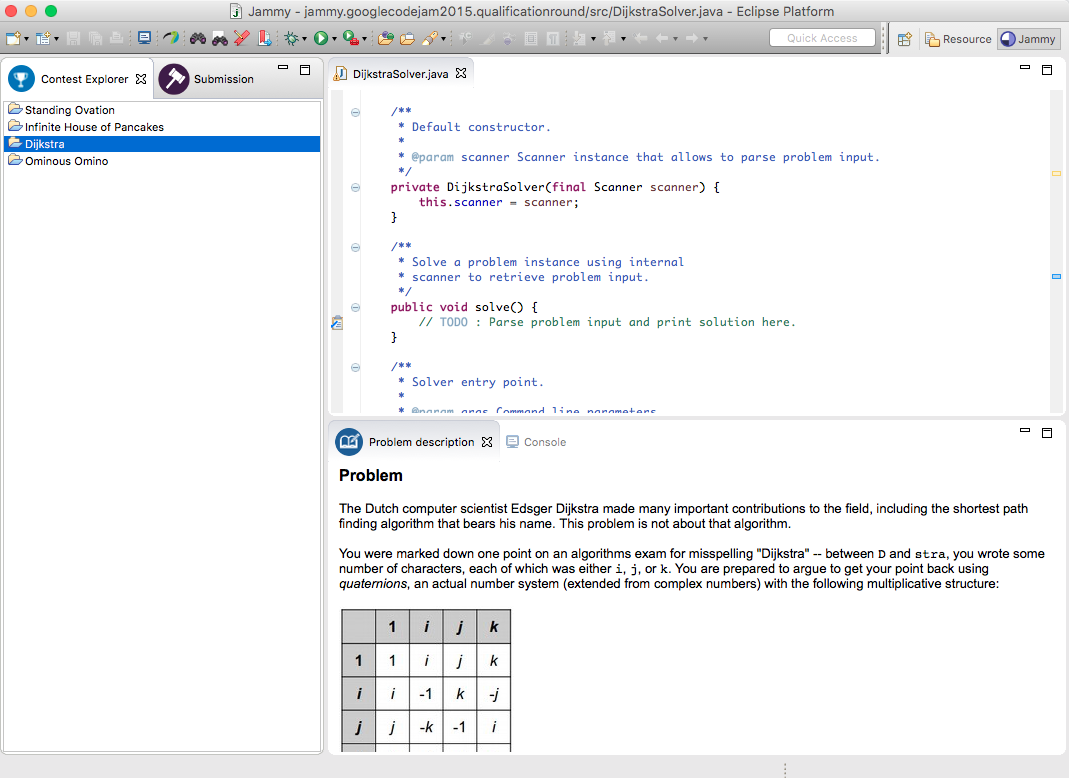 Jammy - jammy.googlecodejam2015.qualificationround/src/DijkstraSolver.java - Eclipse Platform
Quick Access
Resource
Jammy
Contest Explorer
Submission
Standing Ovation
Infinite House of Pancakes
Dijkstra
Ominous Omino
DijkstraSolver.java
/**
* Default constructor.
*
* @param scanner Scanner instance that allows to parse problem input.
*/
private DijkstraSolver(final Scanner scanner) {
this.scanner = scanner;
}
/**
* Solve a problem instance using internal
* scanner to retrieve problem input.
*/
public void solve() {
// TODO : Parse problem input and print solution here.
}
/**
* Solver entry point.
*
* @param args Command line parameters
Problem description
Console
Problem
The Dutch computer scientist Edsger Dijkstra made many important contributions to the field, including the shortest path
finding algorithm that bears his name. This problem is not about that algorithm.
You were marked down one point on an algorithms exam for misspelling "Dijkstra" -- between D and stra, you wrote some
number of characters, each of which was either i, j, or k. You are prepared to argue to get your point back using
quaternions, an actual number system (extended from complex numbers) with the following multiplicative structure:
1 i j k
1 1 i j k
i i -1 k -j
j j -k -1 i